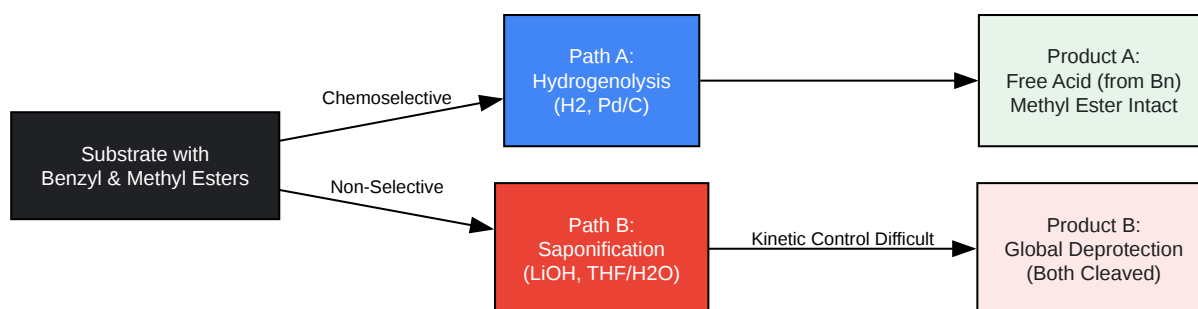 Substrate with
Benzyl & Methyl Esters
Chemoselective
Non-Selective
Path A:
Hydrogenolysis
(H2, Pd/C)
Product A:
Free Acid (from Bn)
Methyl Ester Intact
Path B:
Saponification
(LiOH, THF/H2O)
Kinetic Control Difficult
Product B:
Global Deprotection
(Both Cleaved)